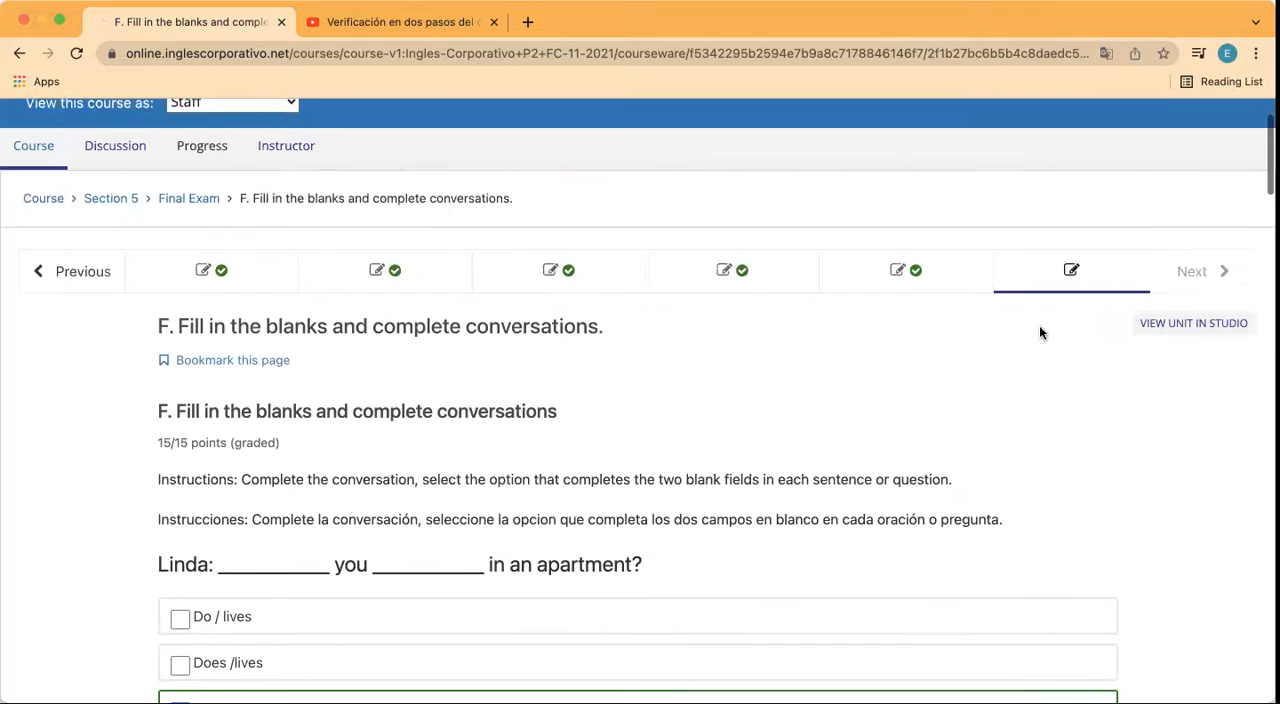 F. Fill in the blanks and comple
Verificación en dos pasos del
online.inglescorporativo.net/courses/course-v1:Ingles-Corporativo+P2+FC-11-2021/courseware/f5342295b2594e7b9a8c7178846146f7/2f1b27bc6b5b4c8daedc5...
E
Apps
Reading List
View this course as:
Staff
Course
Discussion
Progress
Instructor
Course > Section 5 > Final Exam > F. Fill in the blanks and complete conversations.
Previous
Next
F. Fill in the blanks and complete conversations.
VIEW UNIT IN STUDIO
Bookmark this page
F. Fill in the blanks and complete conversations
15/15 points (graded)
Instructions: Complete the conversation, select the option that completes the two blank fields in each sentence or question.
Instrucciones: Complete la conversación, seleccione la opcion que completa los dos campos en blanco en cada oración o pregunta.
Linda: __________ you __________ in an apartment?
Do / lives
Does /lives